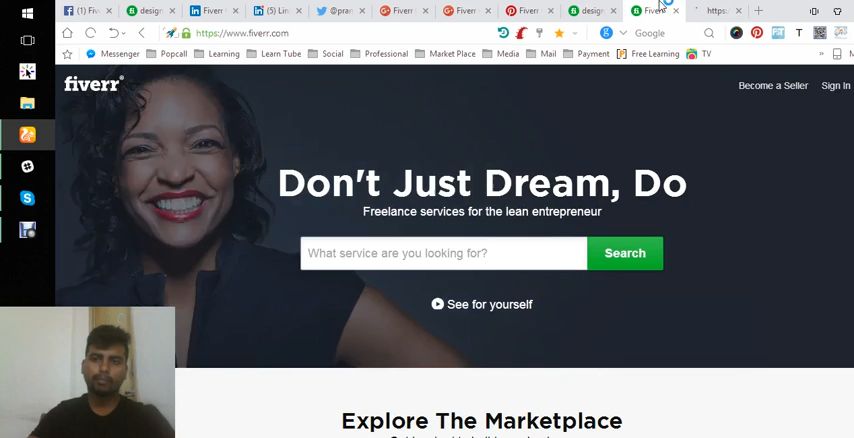 (1) Fiv
design
Fiverr
(5) Lin
@pran
Fiverr
Fiverr
Fiverr
design
Fiverr
https:
https://www.fiverr.com
Google
Messenger
Popcall
Learning
Learn Tube
Social
Professional
Market Place
Media
Mail
Payment
Free Learning
TV
fiverr®
Become a Seller
Sign In
Don't Just Dream, Do
Freelance services for the lean entrepreneur
What service are you looking for?
Search
See for yourself
Explore The Marketplace